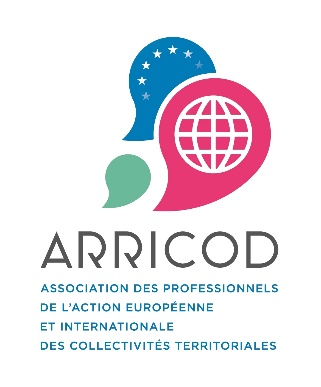 ARRICOD
ASSOCIATION DES PROFESSIONNELS
DE L'ACTION EUROPÉENNE
ET INTERNATIONALE
DES COLLECTIVITÉS TERRITORIALES